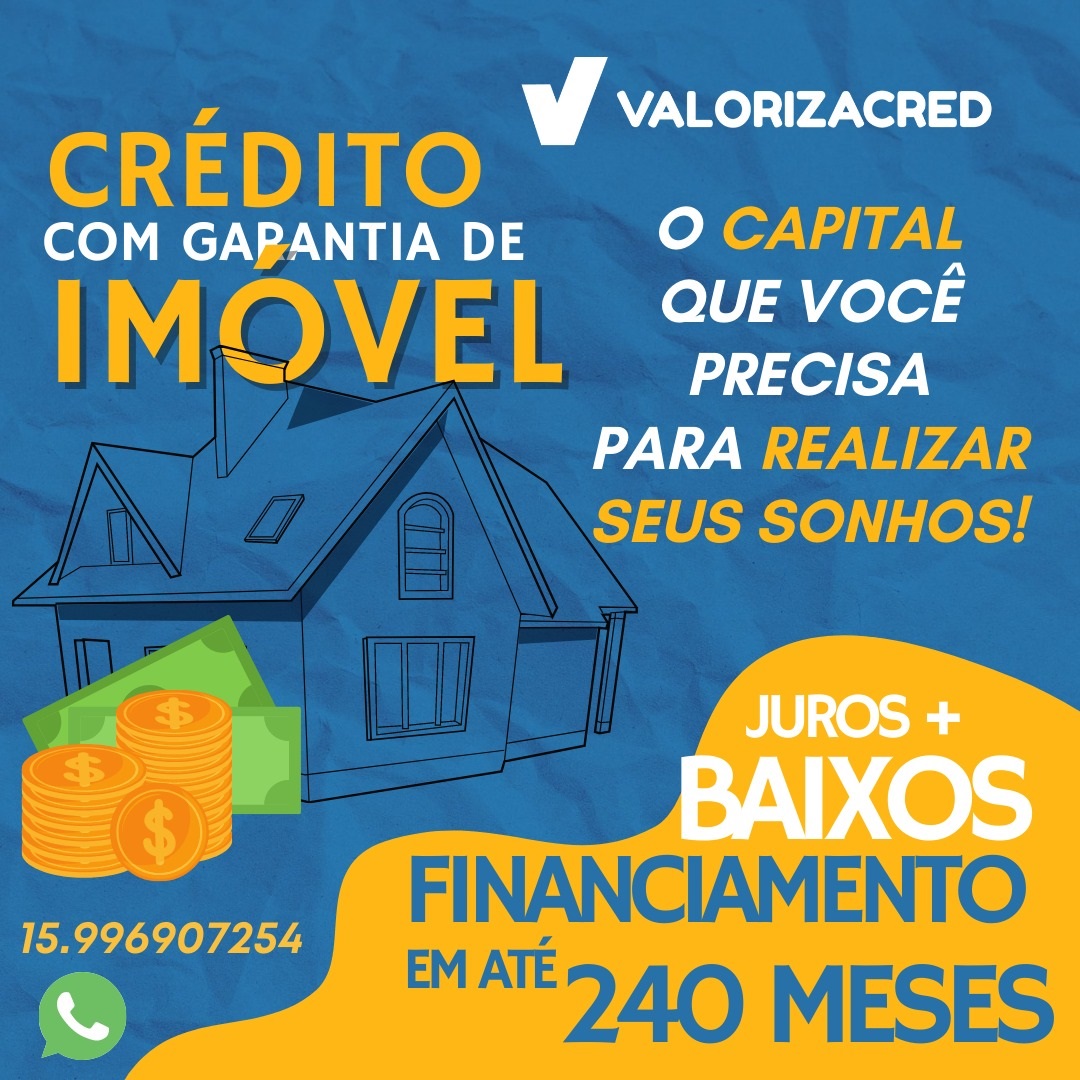 VALORIZACRED
CRÉDITO
COM GARANTIA DE
IMÓVEL
O CAPITAL
QUE VOCÊ
PRECISA
PARA REALIZAR
SEUS SONHOS!
JUROS +
BAIXOS
FINANCIAMENTO
EM ATÉ 240 MESES
15.996907254